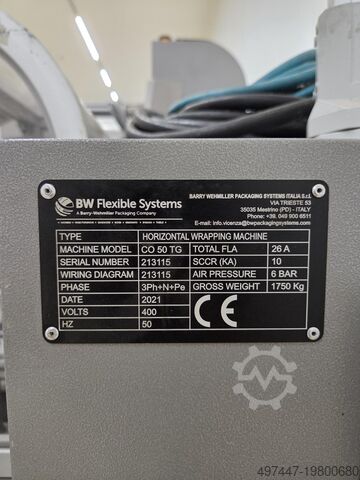 BW Flexible Systems
A Barry-Wehmiller Packaging Company
BARRY WEHMILLER PACKAGING SYSTEMS ITALIA S.r.l.
VIA TRIESTE 53
35035 Mestrino (PD) - ITALY
Phone: +39. 049 900 6511
E-mail: info.vicenza@bwpackagingsystems.com
TYPE HORIZONTAL WRAPPING MACHINE
MACHINE MODEL CO 50 TG TOTAL FLA 26 A
SERIAL NUMBER 213115 SCCR (KA) 10
WIRING DIAGRAM 213115 AIR PRESSURE 6 BAR
PHASE 3Ph+N+Pe GROSS WEIGHT 1750 Kg
DATE 2021
VOLTS 400
HZ 50
CE
497447-19800680